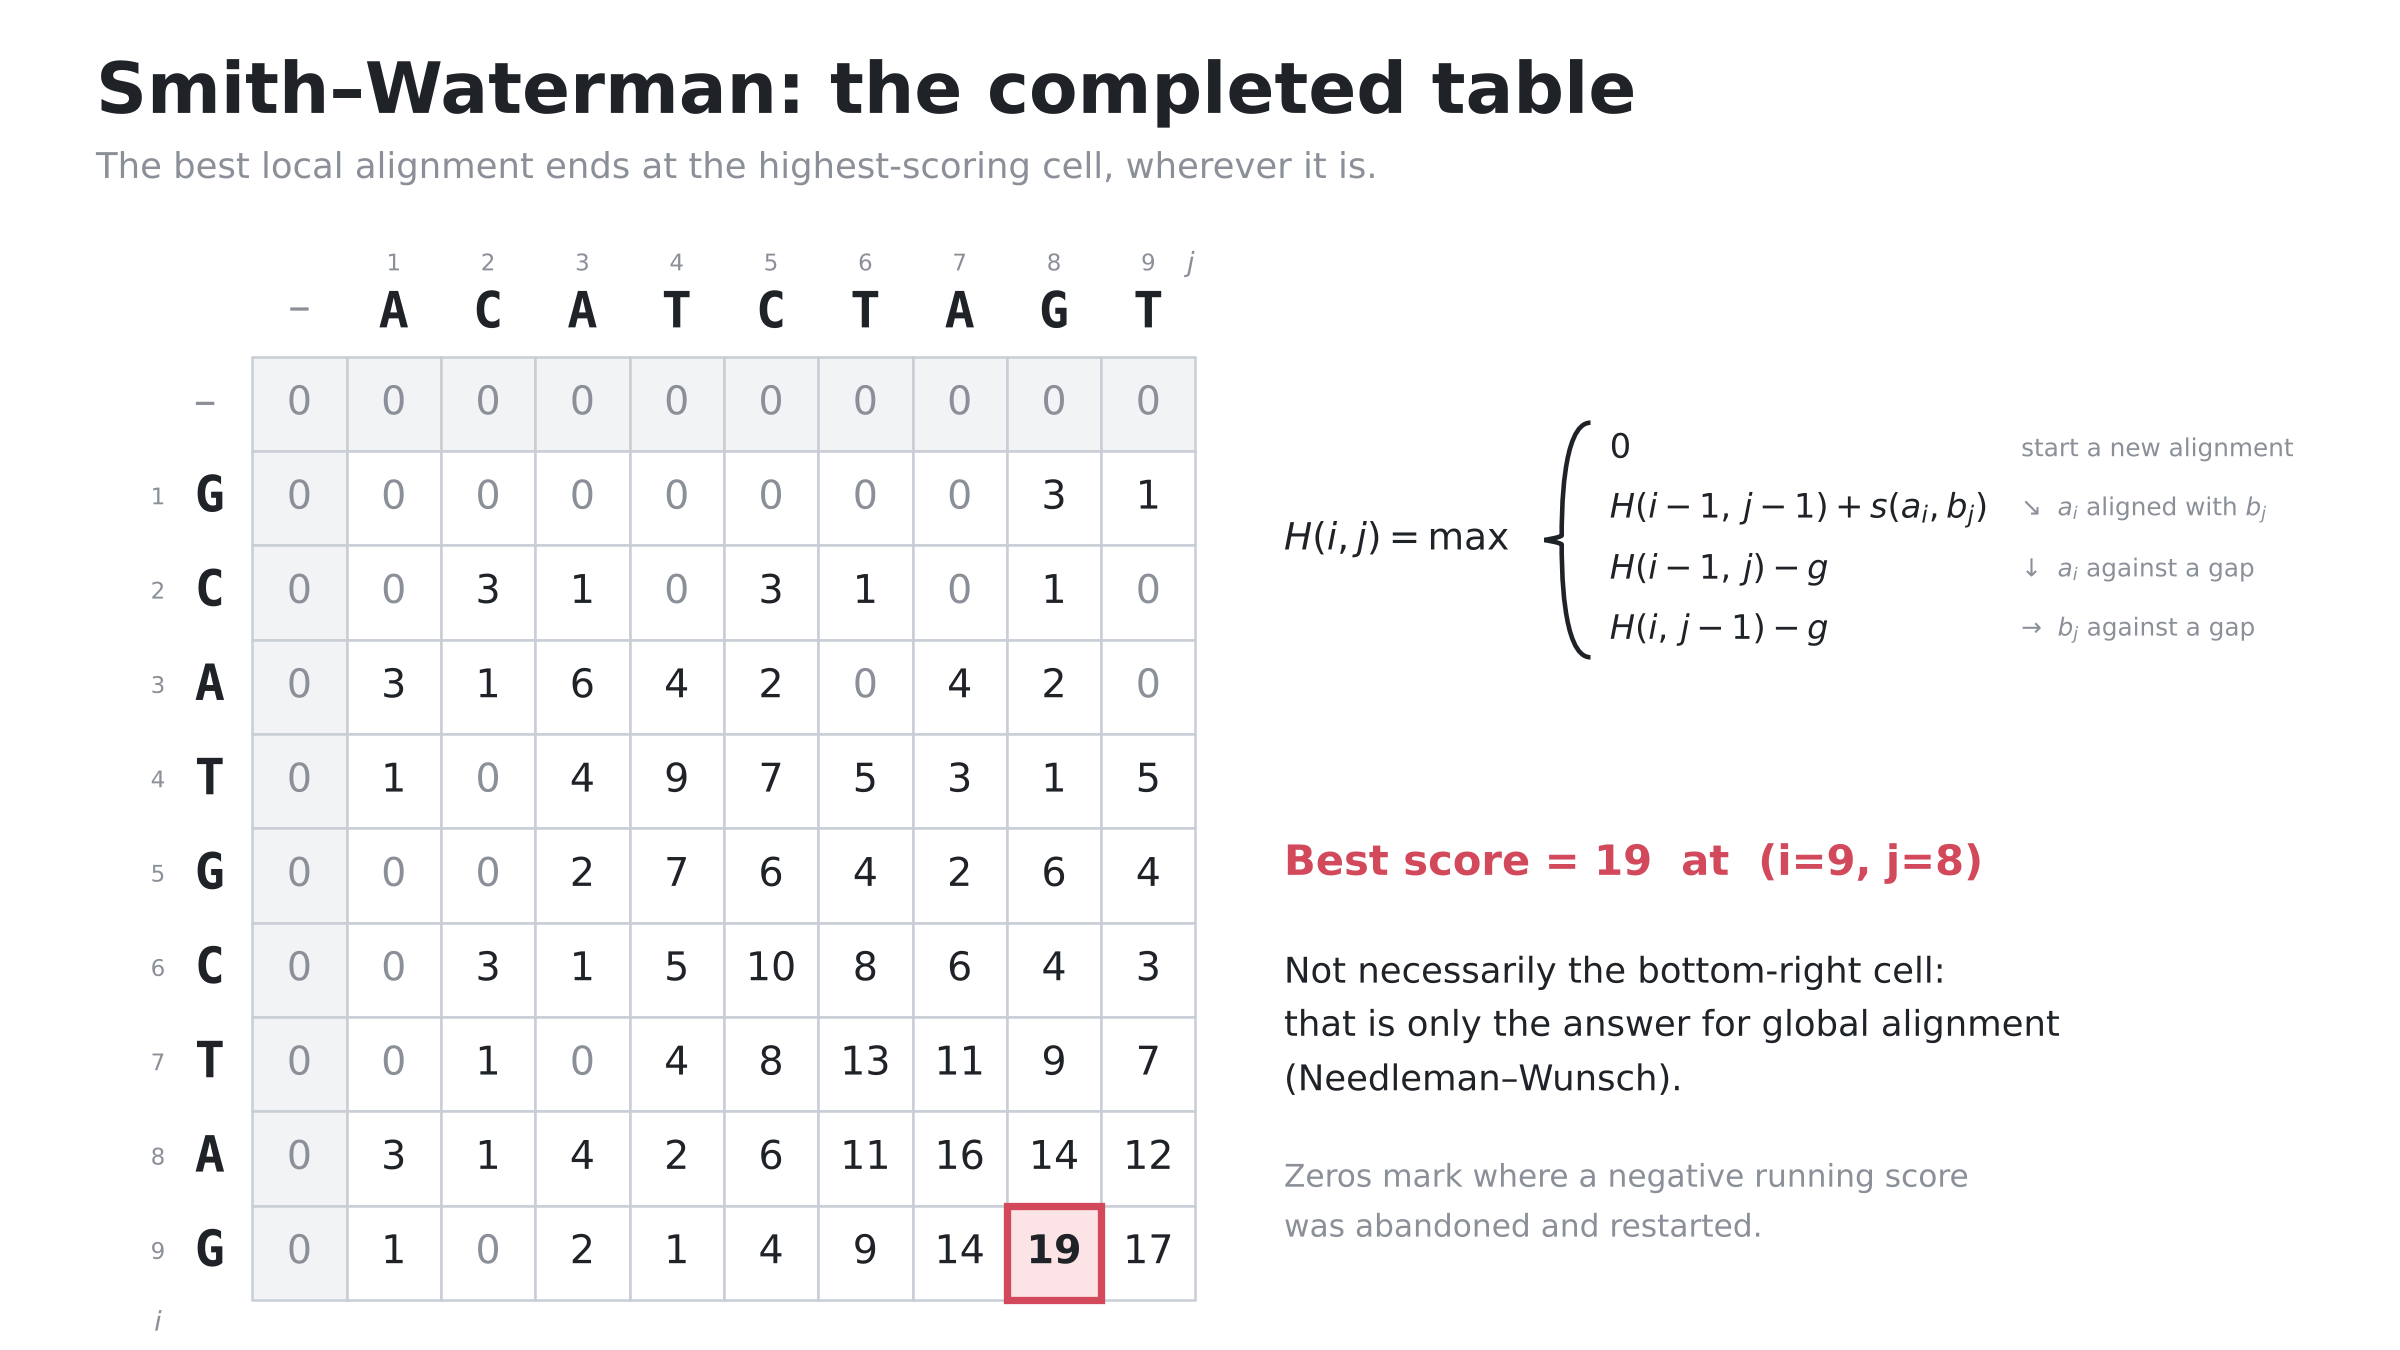 Smith–Waterman: the completed table
The best local alignment ends at the highest-scoring cell, wherever it is.
1 2 3 4 5 6 7 8 9 j
– A C A T C T A G T
– 0 0 0 0 0 0 0 0 0 0
1 G 0 0 0 0 0 0 0 0 3 1
2 C 0 0 3 1 0 3 1 0 1 0
3 A 0 3 1 6 4 2 0 4 2 0
4 T 0 1 0 4 9 7 5 3 1 5
5 G 0 0 0 2 7 6 4 2 6 4
6 C 0 0 3 1 5 10 8 6 4 3
7 T 0 0 1 0 4 8 13 11 9 7
8 A 0 3 1 4 2 6 11 16 14 12
9 G 0 1 0 2 1 4 9 14 19 17
i
H(i, j) = max
0 start a new alignment
H(i − 1, j − 1) + s(a_i, b_j) ↘ a_i aligned with b_j
H(i − 1, j) − g ↓ a_i against a gap
H(i, j − 1) − g → b_j against a gap
Best score = 19 at (i=9, j=8)
Not necessarily the bottom-right cell:
that is only the answer for global alignment
(Needleman–Wunsch).
Zeros mark where a negative running score
was abandoned and restarted.